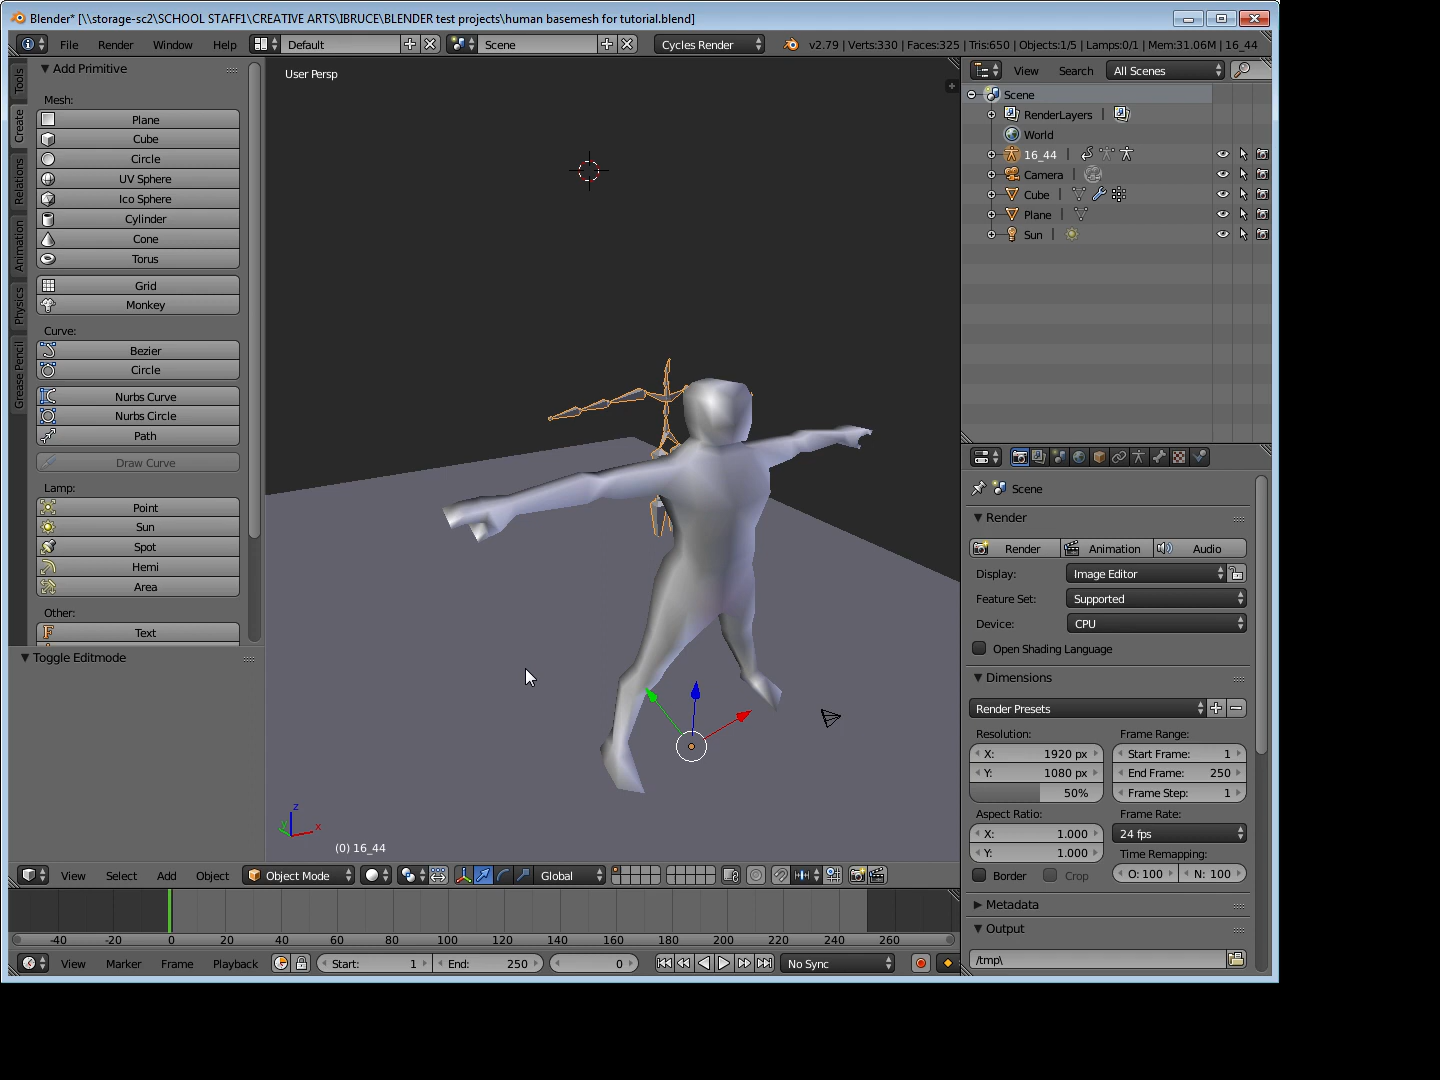 Blender* [\\storage-sc2\SCHOOL STAFF1\CREATIVE ARTS\IBRUCE\BLENDER test projects\human basemesh for tutorial.blend]
File Render Window Help Default Scene Cycles Render v2.79 | Verts:330 | Faces:325 | Tris:650 | Objects:1/5 | Lamps:0/1 | Mem:31.06M | 16_44
Tools
Create
Relations
Animation
Physics
Grease Pencil
Add Primitive
Mesh:
Plane
Cube
Circle
UV Sphere
Ico Sphere
Cylinder
Cone
Torus
Grid
Monkey
Curve:
Bezier
Circle
Nurbs Curve
Nurbs Circle
Path
Draw Curve
Lamp:
Point
Sun
Spot
Hemi
Area
Other:
Text
Toggle Editmode
User Persp
z
y
x
(0) 16_44
View Select Add Object Object Mode Global
-40 -20 0 20 40 60 80 100 120 140 160 180 200 220 240 260
View Marker Frame Playback Start: 1 End: 250 0 No Sync
View Search All Scenes
Scene
RenderLayers |
World
16_44 |
Camera |
Cube |
Plane |
Sun |
Scene
Render
Render Animation Audio
Display: Image Editor
Feature Set: Supported
Device: CPU
Open Shading Language
Dimensions
Render Presets
Resolution: Frame Range:
X: 1920 px Start Frame: 1
Y: 1080 px End Frame: 250
50% Frame Step: 1
Aspect Ratio: Frame Rate:
X: 1.000 24 fps
Y: 1.000 Time Remapping:
Border Crop O: 100 N: 100
Metadata
Output
/tmp\